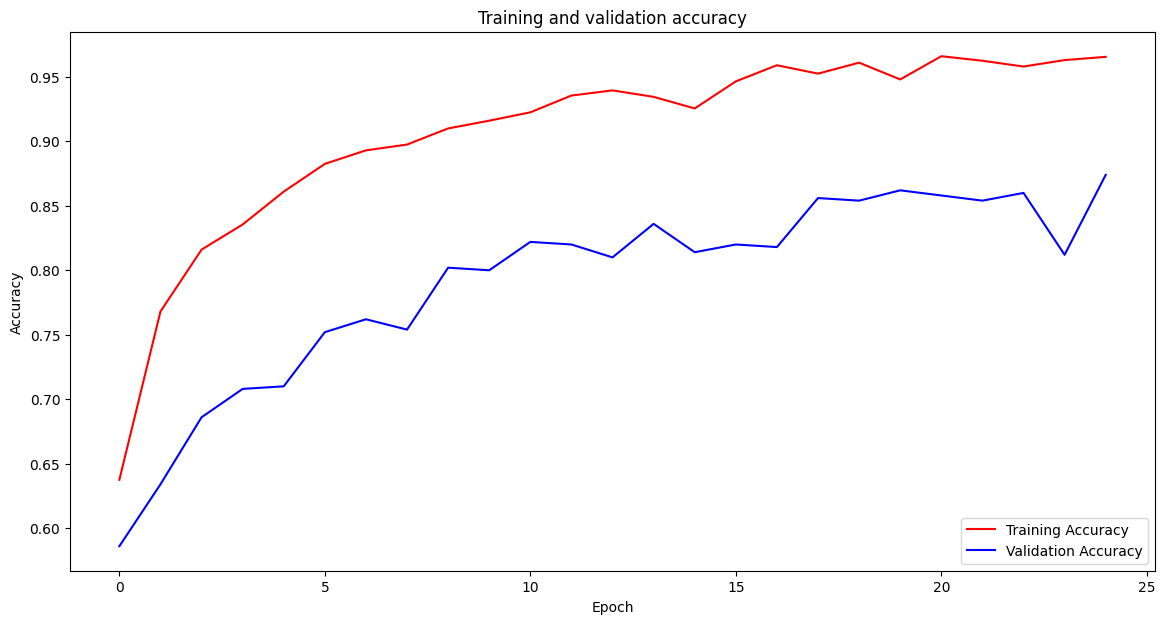 Training and validation accuracy
0.95
0.90
0.85
0.80
0.75
0.70
0.65
0.60
Accuracy
Training Accuracy
Validation Accuracy
0 5 10 15 20 25
Epoch